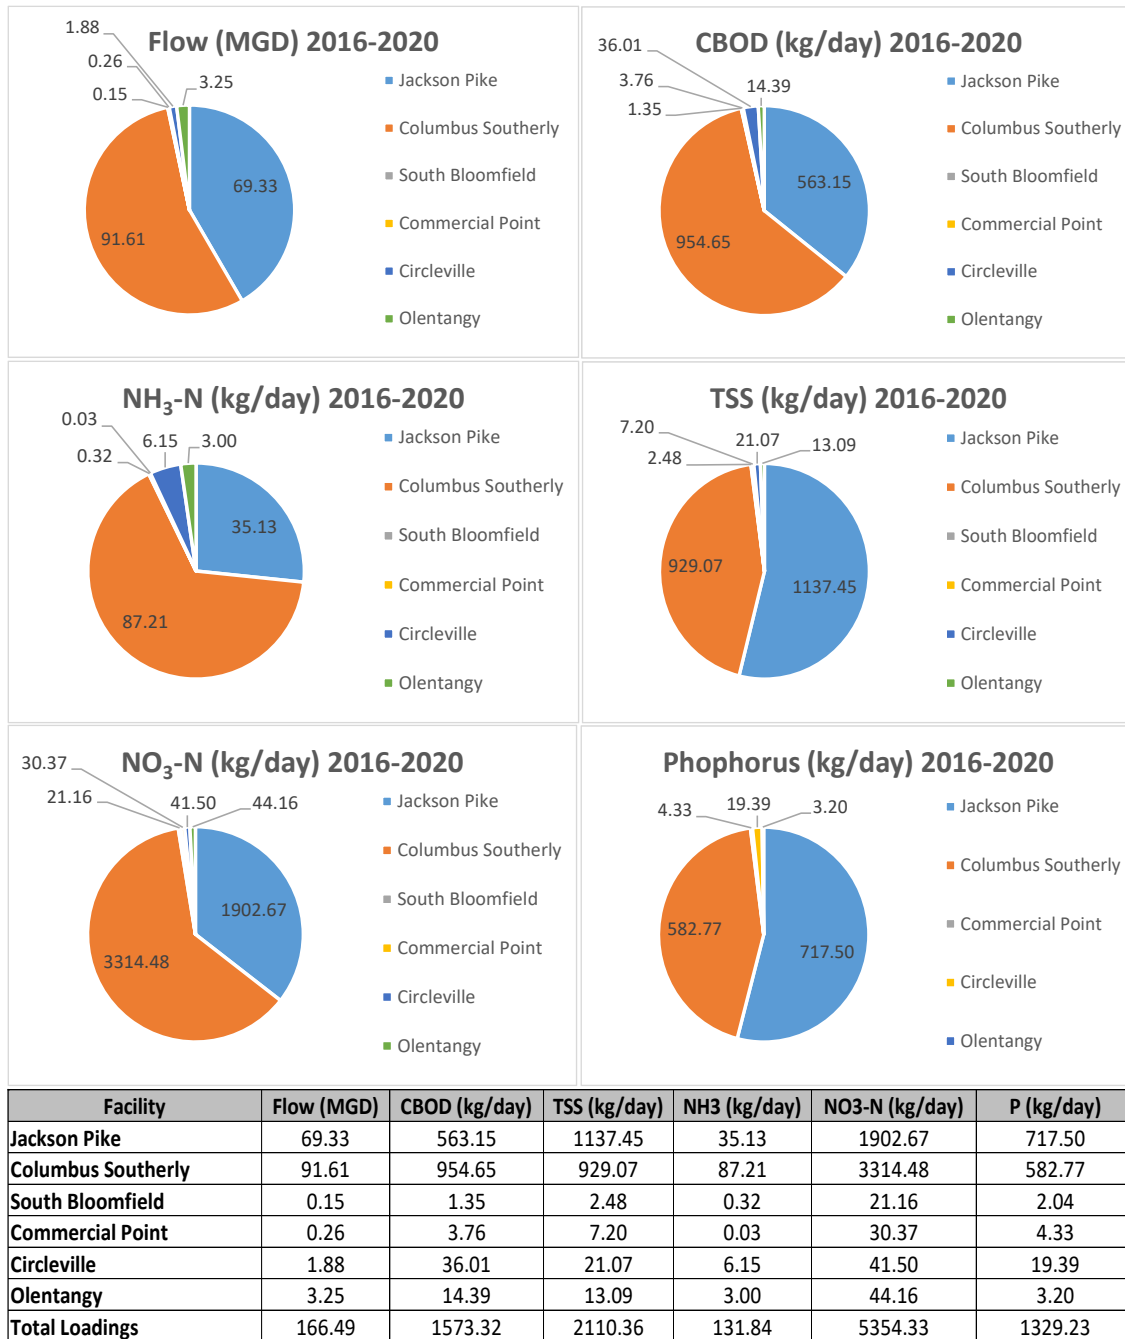 Flow (MGD) 2016-2020
1.88
0.26
0.15
3.25
69.33
91.61
Jackson Pike
Columbus Southerly
South Bloomfield
Commercial Point
Circleville
Olentangy
CBOD (kg/day) 2016-2020
36.01
3.76
1.35
14.39
563.15
954.65
Jackson Pike
Columbus Southerly
South Bloomfield
Commercial Point
Circleville
Olentangy
NH₃-N (kg/day) 2016-2020
0.03
0.32
6.15
3.00
35.13
87.21
Jackson Pike
Columbus Southerly
South Bloomfield
Commercial Point
Circleville
Olentangy
TSS (kg/day) 2016-2020
7.20
2.48
21.07
13.09
929.07
1137.45
Jackson Pike
Columbus Southerly
South Bloomfield
Commercial Point
Circleville
Olentangy
NO₃-N (kg/day) 2016-2020
30.37
21.16
41.50
44.16
1902.67
3314.48
Jackson Pike
Columbus Southerly
South Bloomfield
Commercial Point
Circleville
Olentangy
Phophorus (kg/day) 2016-2020
4.33
19.39
3.20
582.77
717.50
Jackson Pike
Columbus Southerly
Commercial Point
Circleville
Olentangy
Facility Flow (MGD) CBOD (kg/day) TSS (kg/day) NH3 (kg/day) NO3-N (kg/day) P (kg/day)
Jackson Pike 69.33 563.15 1137.45 35.13 1902.67 717.50
Columbus Southerly 91.61 954.65 929.07 87.21 3314.48 582.77
South Bloomfield 0.15 1.35 2.48 0.32 21.16 2.04
Commercial Point 0.26 3.76 7.20 0.03 30.37 4.33
Circleville 1.88 36.01 21.07 6.15 41.50 19.39
Olentangy 3.25 14.39 13.09 3.00 44.16 3.20
Total Loadings 166.49 1573.32 2110.36 131.84 5354.33 1329.23